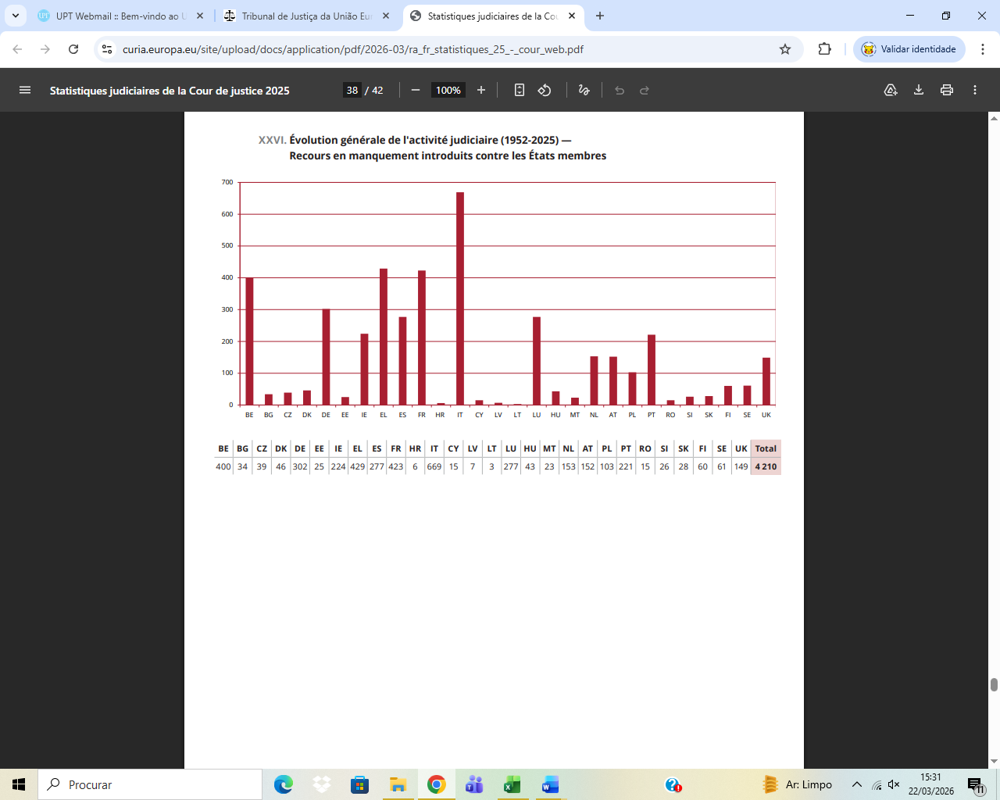 UPT Webmail :: Bem-vindo ao U
Tribunal de Justiça da União Eu
Statistiques judiciaires de la Cou
curia.europa.eu/site/upload/docs/application/pdf/2026-03/ra_fr_statistiques_25_-_cour_web.pdf
Validar identidade
Statistiques judiciaires de la Cour de justice 2025
38 / 42
100%
XXVI. Évolution générale de l'activité judiciaire (1952-2025) —
Recours en manquement introduits contre les États membres
700
600
500
400
300
200
100
0
BE BG CZ DK DE EE IE EL ES FR HR IT CY LV LT LU HU MT NL AT PL PT RO SI SK FI SE UK
BE BG CZ DK DE EE IE EL ES FR HR IT CY LV LT LU HU MT NL AT PL PT RO SI SK FI SE UK Total
400 34 39 46 302 25 224 429 277 423 6 669 15 7 3 277 43 23 153 152 103 221 15 26 28 60 61 149 4 210
Procurar
Ar: Limpo
15:31
22/03/2026
11